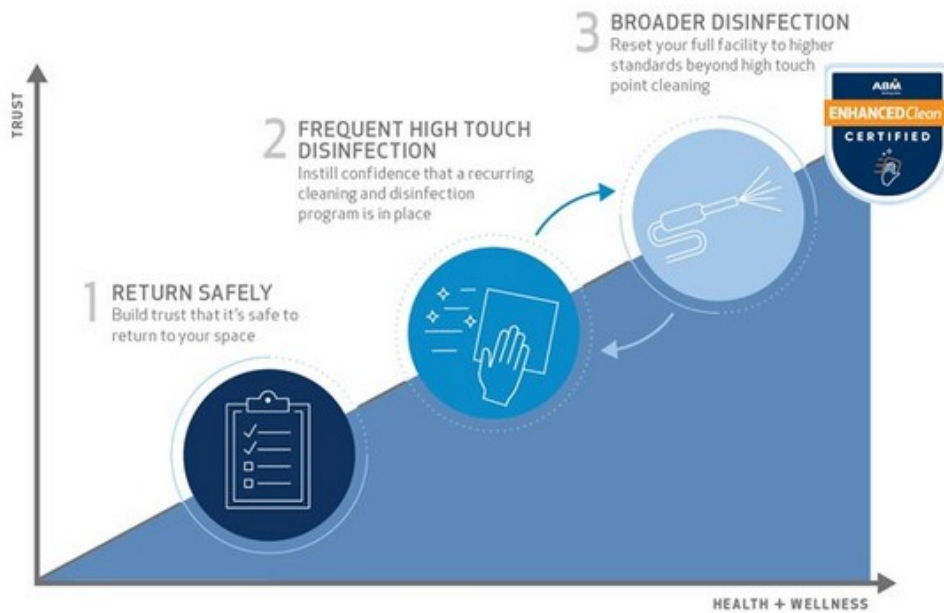 3 BROADER DISINFECTION
Reset your full facility to higher
standards beyond high touch
point cleaning
ABM
ENHANCEDClean
CERTIFIED
TRUST
2 FREQUENT HIGH TOUCH
DISINFECTION
Instill confidence that a recurring
cleaning and disinfection
program is in place
1 RETURN SAFELY
Build trust that it's safe to
return to your space
HEALTH + WELLNESS